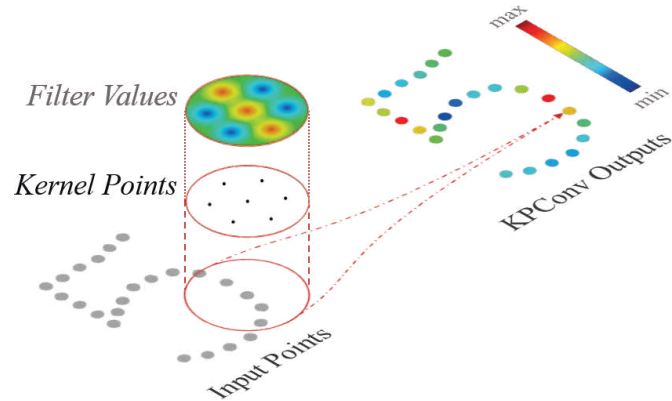 max
min
Filter Values
Kernel Points
KPConv Outputs
Input Points